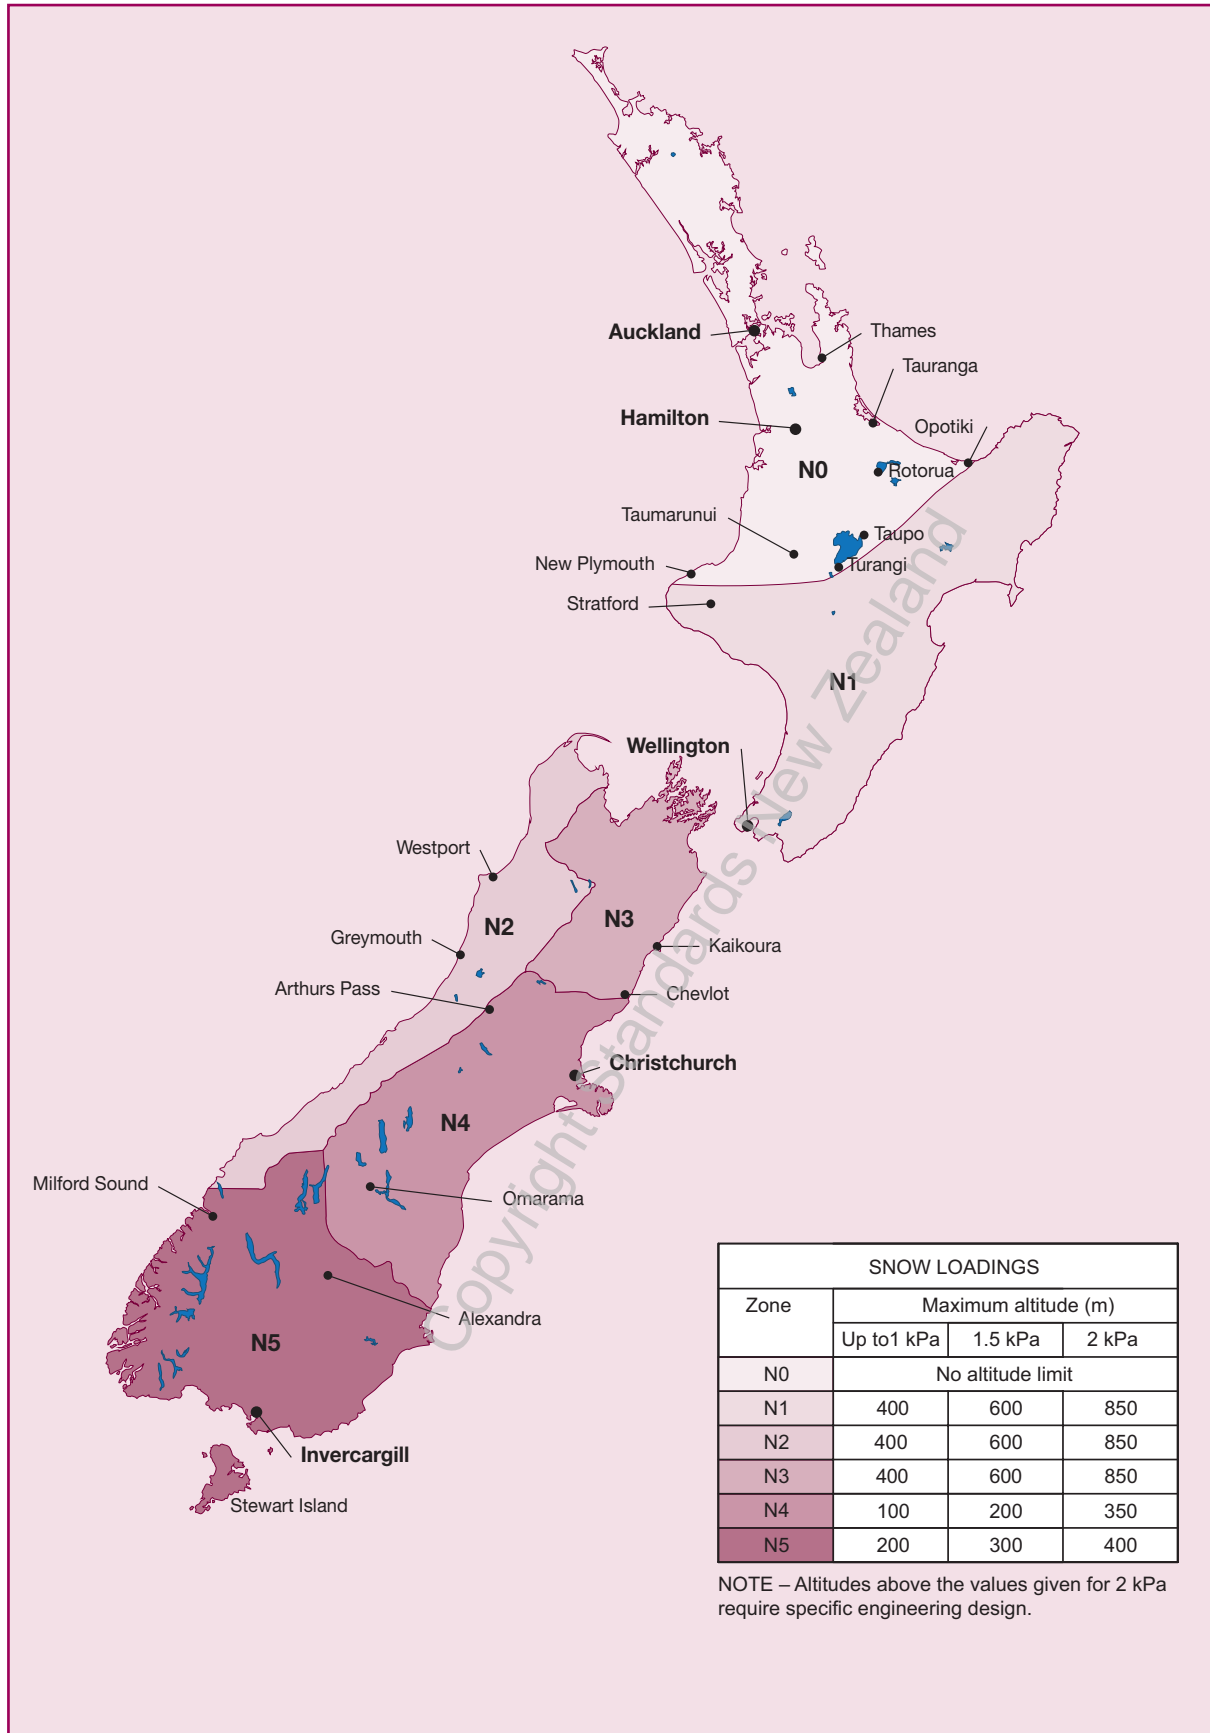 Auckland
Thames
Tauranga
Hamilton
Opotiki
N0
Rotorua
Taumarunui
Taupo
New Plymouth
Turangi
Stratford
N1
Wellington
Westport
N2
N3
Greymouth
Kaikoura
Arthurs Pass
Chevlot
Christchurch
N4
Milford Sound
Omarama
Alexandra
N5
Invercargill
Stewart Island
Copyright Standards New Zealand
SNOW LOADINGS
Zone Maximum altitude (m)
Up to1 kPa 1.5 kPa 2 kPa
N0 No altitude limit
N1 400 600 850
N2 400 600 850
N3 400 600 850
N4 100 200 350
N5 200 300 400
NOTE – Altitudes above the values given for 2 kPa
require specific engineering design.